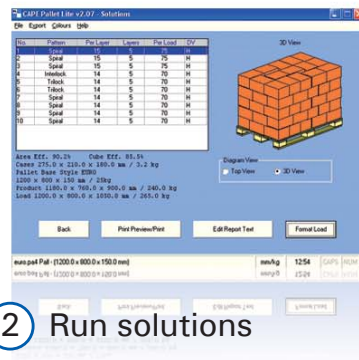 CAPE Pallet Lite v2.07 - Solutions
File Export Colours Help
No. Pattern Per Layer Layers Per Load DV
1 Spiral 15 5 75 H
2 Spiral 15 5 75 H
3 Spiral 15 5 75 H
4 Interlock 14 5 70 H
5 Trilock 14 5 70 H
6 Trilock 14 5 70 H
7 Spiral 14 5 70 H
8 Spiral 14 5 70 H
9 Spiral 14 5 70 H
10 Spiral 14 5 70 H
3D View
Area Eff. 90.2% Cube Eff. 85.5%
Cases 275.0 x 210.0 x 180.0 mm / 3.2 kg
Pallet Base Style EURO
1200 x 800 x 150 mm / 25kg
Product 1180.0 x 760.0 x 900.0 mm / 240.0 kg
Load 1200.0 x 800.0 x 1050.0 mm / 265.0 kg
Diagram View
Top View 3D View
Back Print Preview/Print Edit Report Text Format Load
euro.pa4 Pall - (1200.0 x 800.0 x 150.0 mm) mm/kg 12:54 CAPS NUM
2 Run solutions